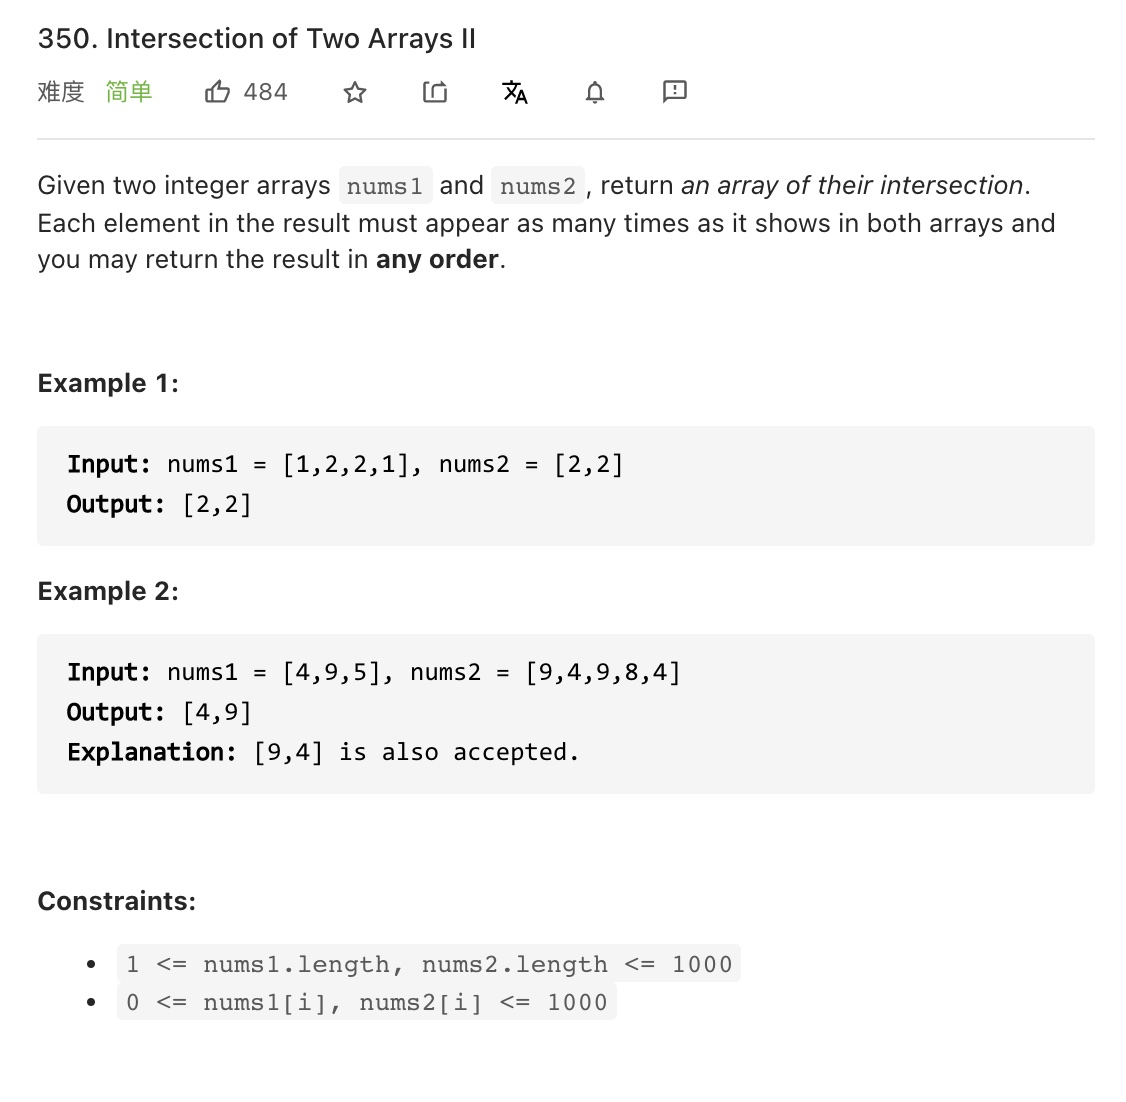 350. Intersection of Two Arrays II
难度 简单 484
Given two integer arrays nums1 and nums2, return an array of their intersection.
Each element in the result must appear as many times as it shows in both arrays and
you may return the result in any order.
Example 1:
Input: nums1 = [1,2,2,1], nums2 = [2,2]
Output: [2,2]
Example 2:
Input: nums1 = [4,9,5], nums2 = [9,4,9,8,4]
Output: [4,9]
Explanation: [9,4] is also accepted.
Constraints:
• 1 <= nums1.length, nums2.length <= 1000
• 0 <= nums1[i], nums2[i] <= 1000